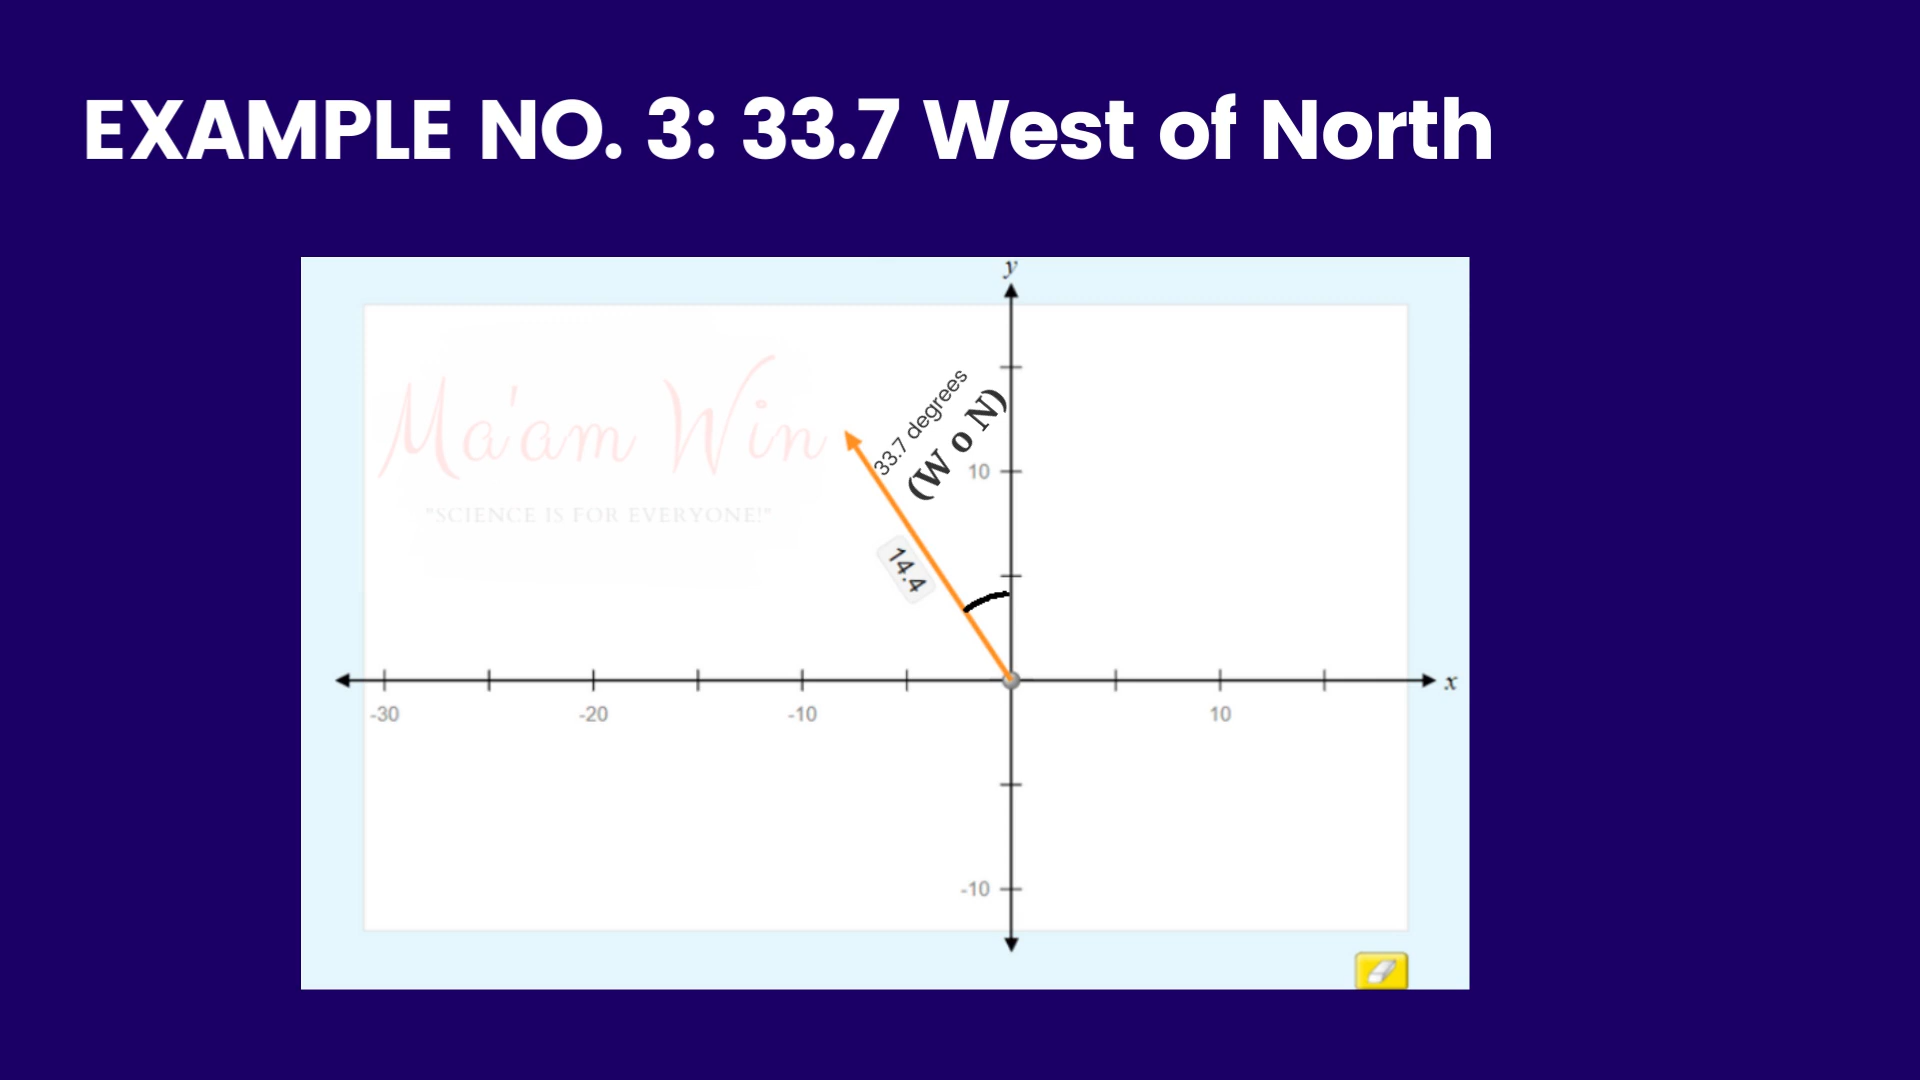 EXAMPLE NO. 3: 33.7 West of North
y
Ma'am Win
"SCIENCE IS FOR EVERYONE!"
33.7 degrees
(W o N)
10
14.4
x
-30
-20
-10
10
-10